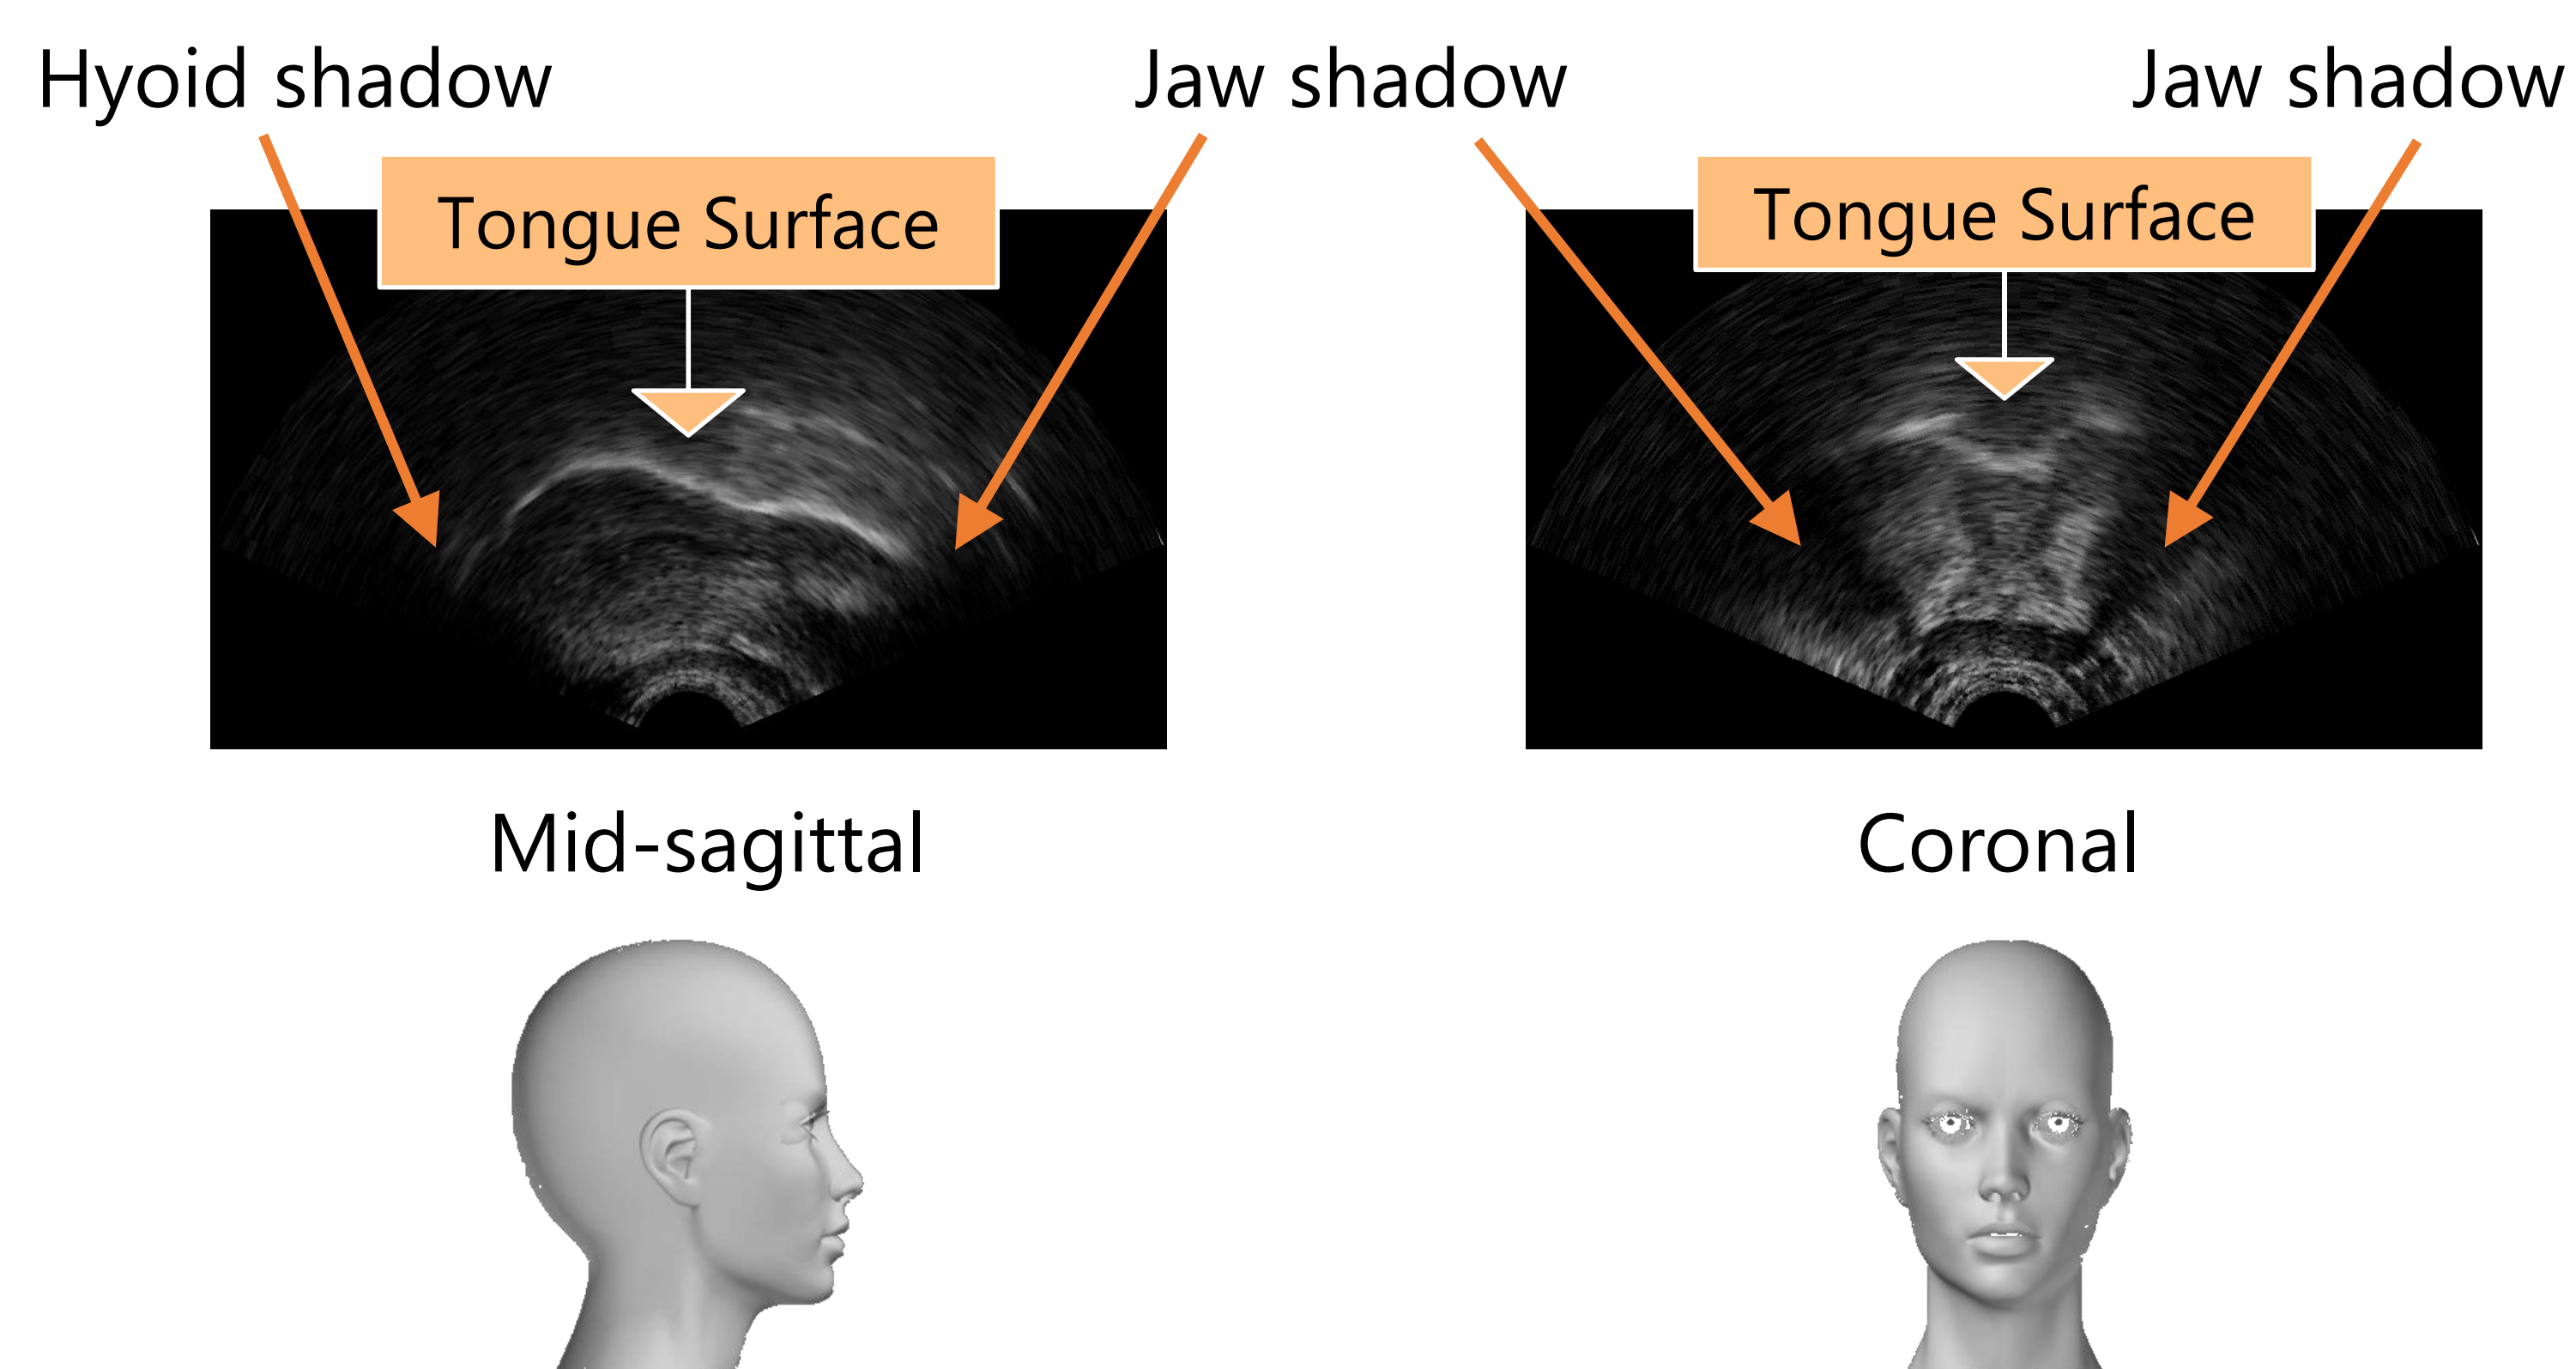 Hyoid shadow
Jaw shadow
Jaw shadow
Tongue Surface
Tongue Surface
Mid-sagittal
Coronal